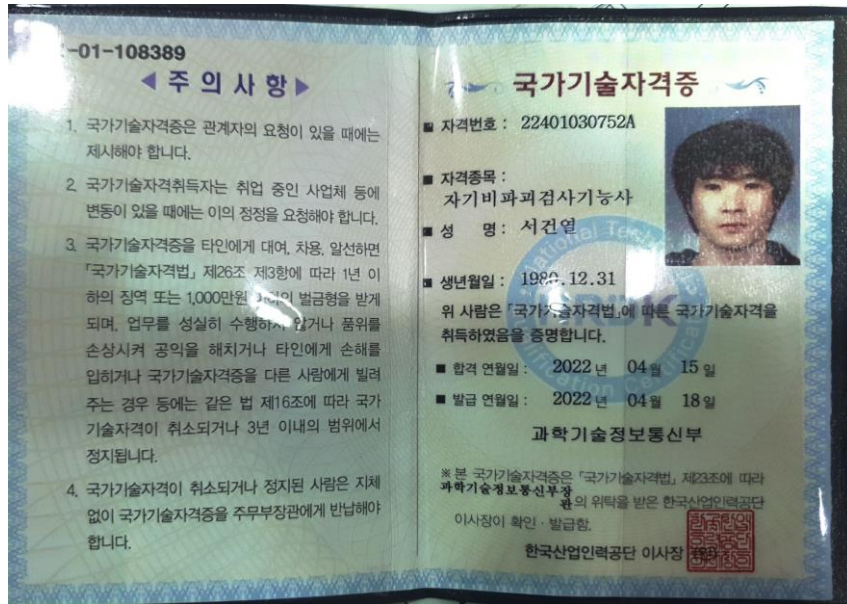 -01-108389
◀주의사항▶
1. 국가기술자격증은 관계자의 요청이 있을 때에는
제시해야 합니다.
2. 국가기술자격취득자는 취업 중인 사업체 등에
변동이 있을 때에는 이의 정정을 요청해야 합니다.
3. 국가기술자격증을 타인에게 대여, 차용, 알선하면
「국가기술자격법」 제26조 제3항에 따라 1년 이
하의 징역 또는 1,000만원 이하의 벌금형을 받게
되며, 업무를 성실히 수행하지 않거나 품위를
손상시켜 공익을 해치거나 타인에게 손해를
입히거나 국가기술자격증을 다른 사람에게 빌려
주는 경우 등에는 같은 법 제16조에 따라 국가
기술자격이 취소되거나 3년 이내의 범위에서
정지됩니다.
4. 국가기술자격이 취소되거나 정지된 사람은 지체
없이 국가기술자격증을 주무부장관에게 반납해야
합니다.
국가기술자격증
■ 자격번호 : 22401030752A
■ 자격종목 :
자기비파괴검사기능사
■ 성 명 : 서건열
■ 생년월일 : 1980.12.31
위 사람은 「국가기술자격법」에 따른 국가기술자격을
취득하였음을 증명합니다.
■ 합격 연월일 : 2022 년 04 월 15 일
■ 발급 연월일 : 2022 년 04 월 18 일
과학기술정보통신부
※ 본 국가기술자격증은 「국가기술자격법」 제23조에 따라
과학기술정보통신부장
관의 위탁을 받은 한국산업인력공단
이사장이 확인 · 발급함.
한국산업인력공단 이사장